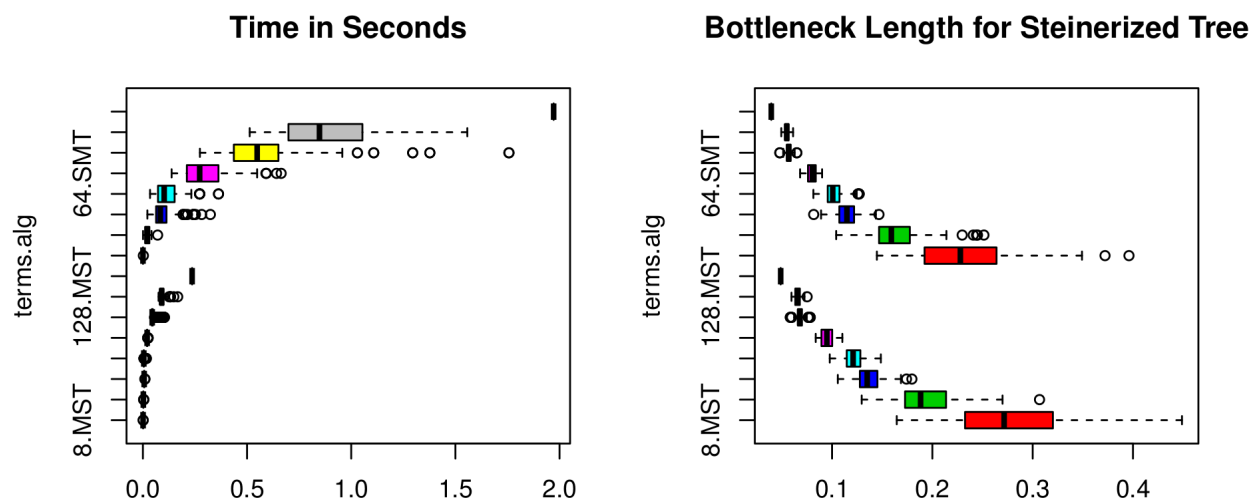 Time in Seconds
terms.alg
64.SMT
128.MST
8.MST
0.0 0.5 1.0 1.5 2.0
Bottleneck Length for Steinerized Tree
terms.alg
64.SMT
128.MST
8.MST
0.1 0.2 0.3 0.4